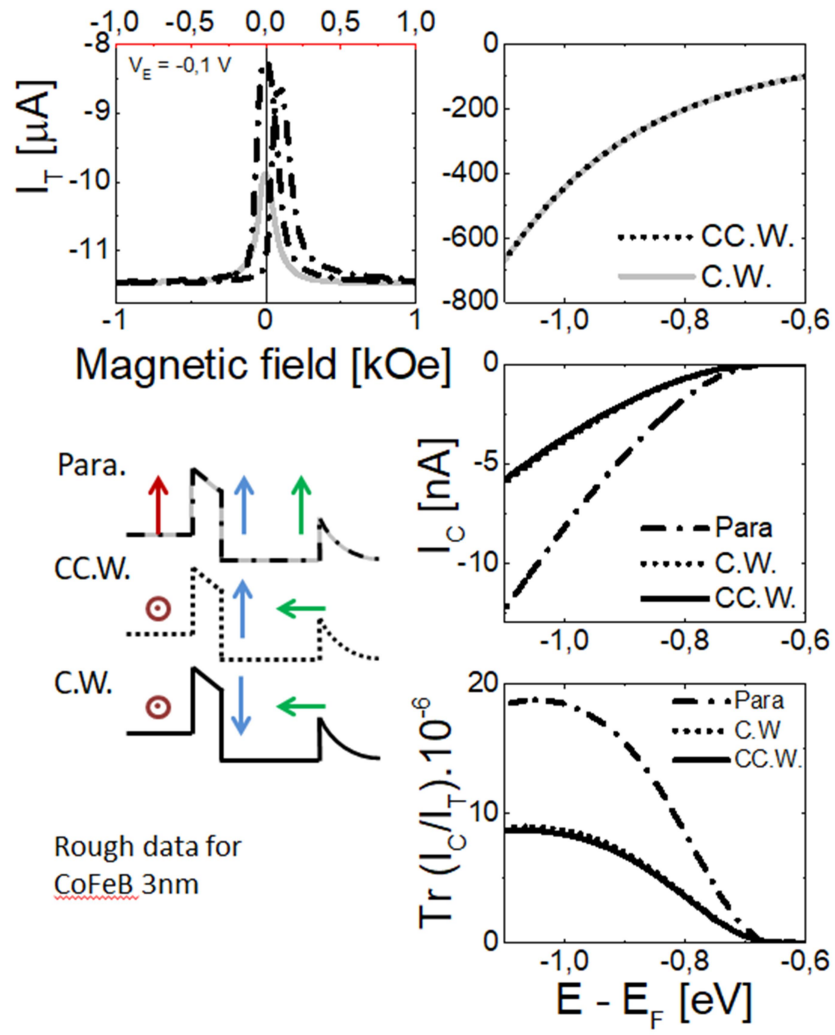 -1,0 -0,5 0,0 0,5 1,0
V_E = -0,1 V
-8
-9
-10
-11
I_T [µA]
-1 0 0 0 1
Magnetic field [kOe]
0
-200
-400
-600
-800
CC.W.
C.W.
-1,0 -0,8 -0,6
Para.
CC.W.
C.W.
Rough data for
CoFeB 3nm
0
-5
-10
I_C [nA]
Para
C.W.
CC.W.
-1,0 -0,8 -0,6
20
10
0
Tr (I_C/I_T).10⁻⁶
Para
C.W
CC.W.
-1,0 -0,8 -0,6
E - E_F [eV]